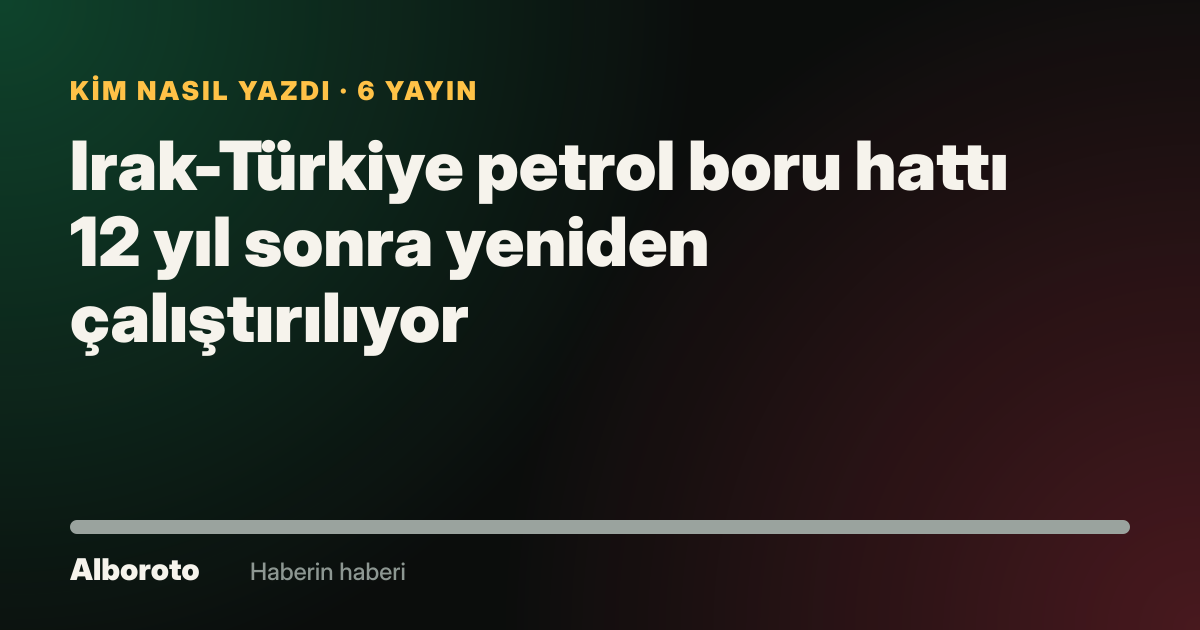 KİM NASIL YAZDI · 6 YAYIN
Irak-Türkiye petrol boru hattı
12 yıl sonra yeniden
çalıştırılıyor
Alboroto
Haberin haberi